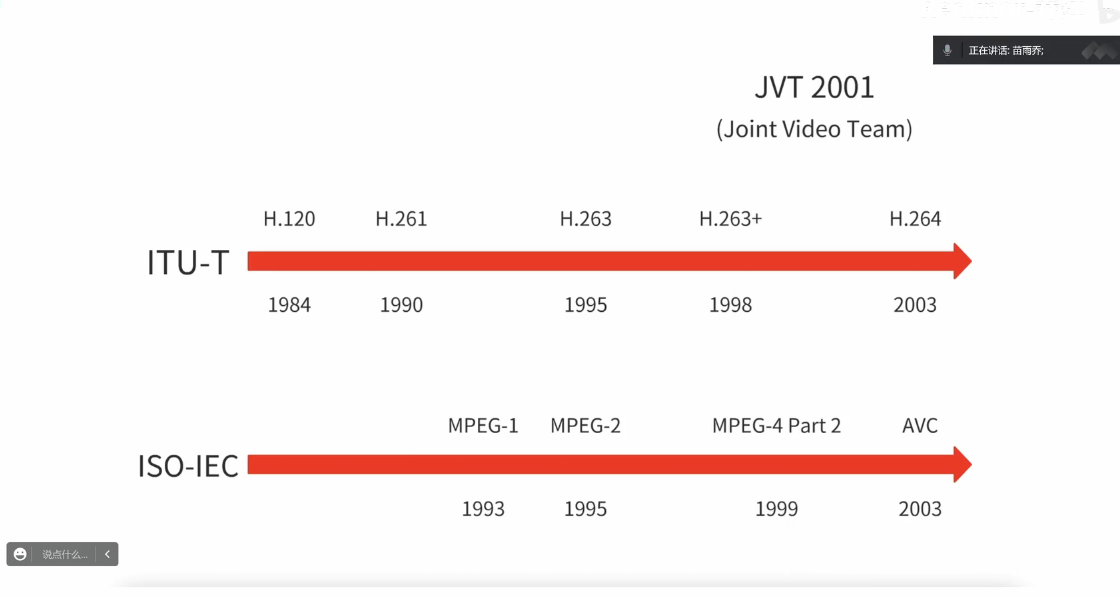 正在讲话: 苗雨乔;
JVT 2001
(Joint Video Team)
H.120 H.261 H.263 H.263+ H.264
ITU-T
1984 1990 1995 1998 2003
MPEG-1 MPEG-2 MPEG-4 Part 2 AVC
ISO-IEC
1993 1995 1999 2003
说点什么...